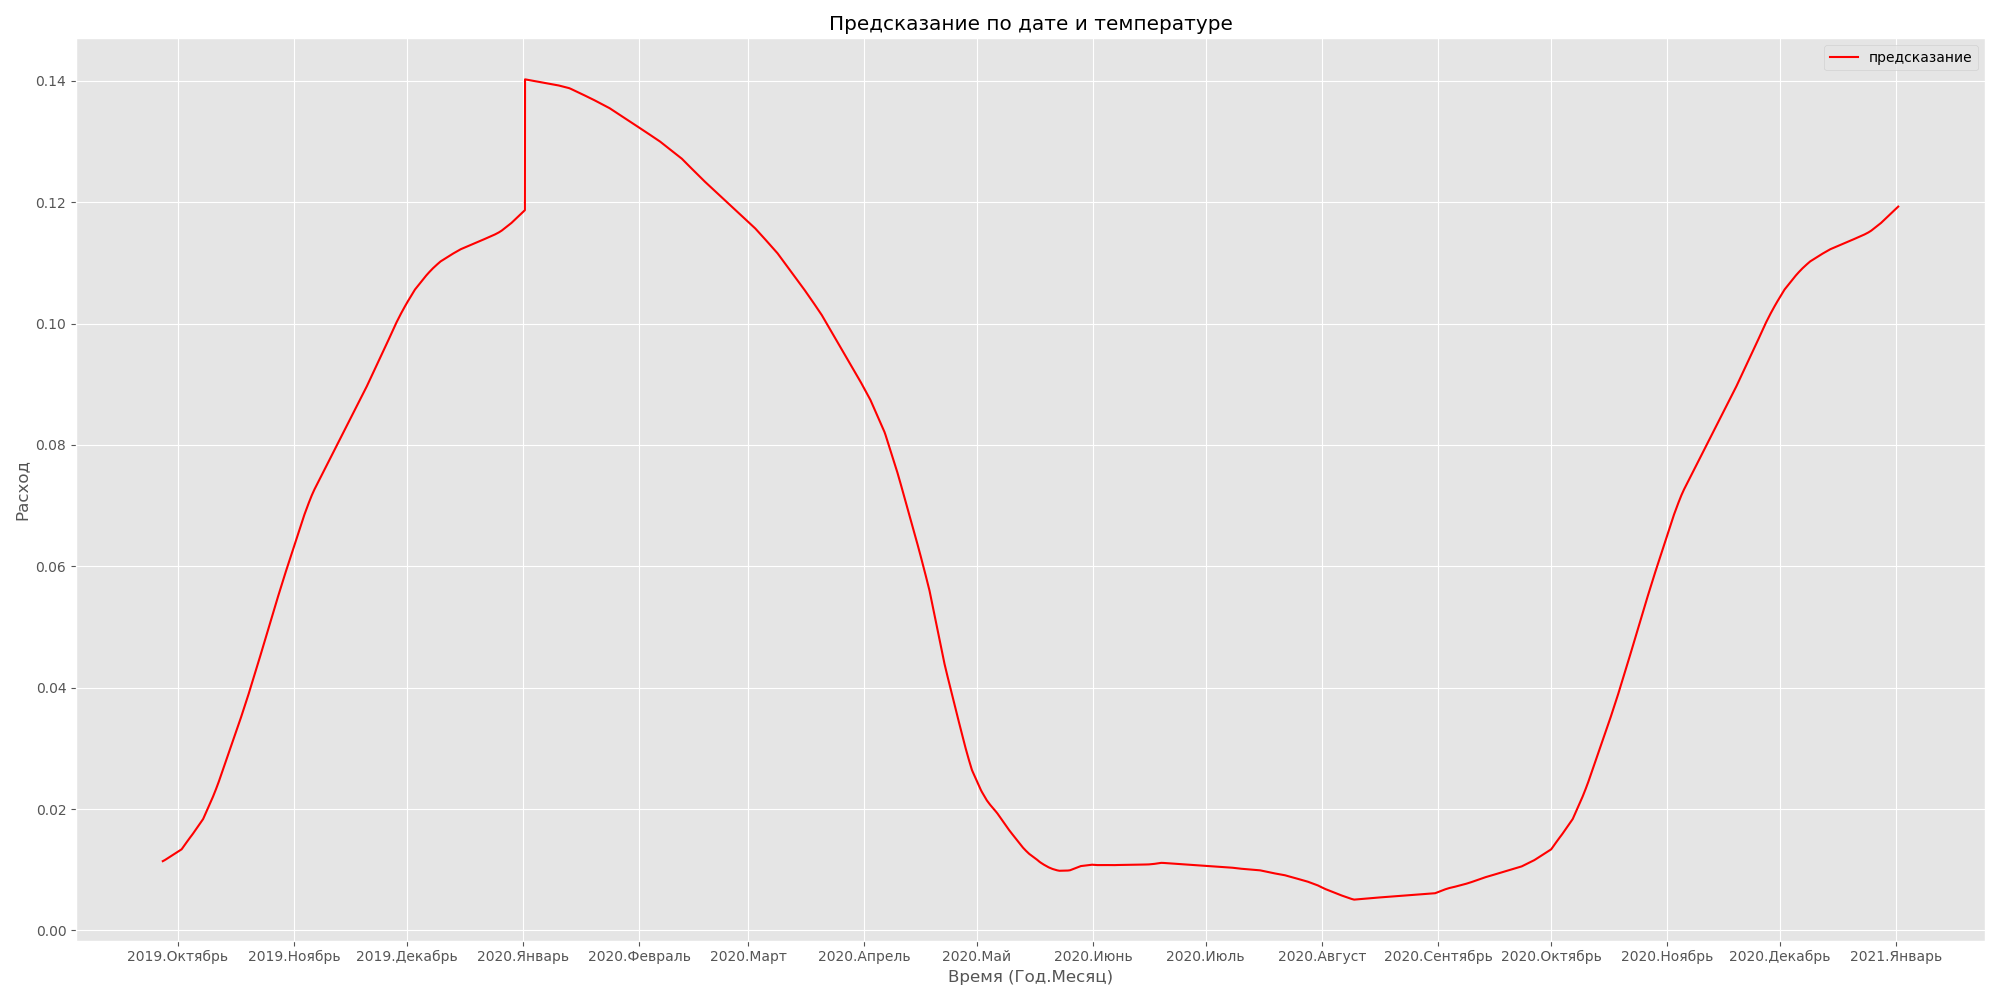 Предсказание по дате и температуре
предсказание
0.14
0.12
0.10
0.08
0.06
0.04
0.02
0.00
Расход
2019.Октябрь 2019.Ноябрь 2019.Декабрь 2020.Январь 2020.Февраль 2020.Март 2020.Апрель 2020.Май 2020.Июнь 2020.Июль 2020.Август 2020.Сентябрь 2020.Октябрь 2020.Ноябрь 2020.Декабрь 2021.Январь
Время (Год.Месяц)